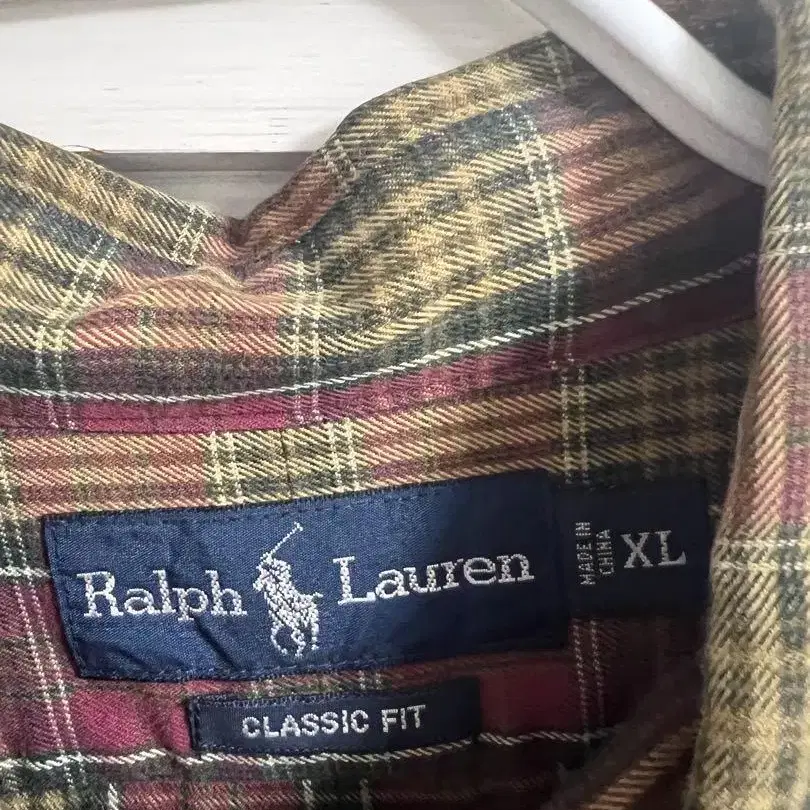 Ralph Lauren
MADE IN
CHINA
XL
CLASSIC FIT